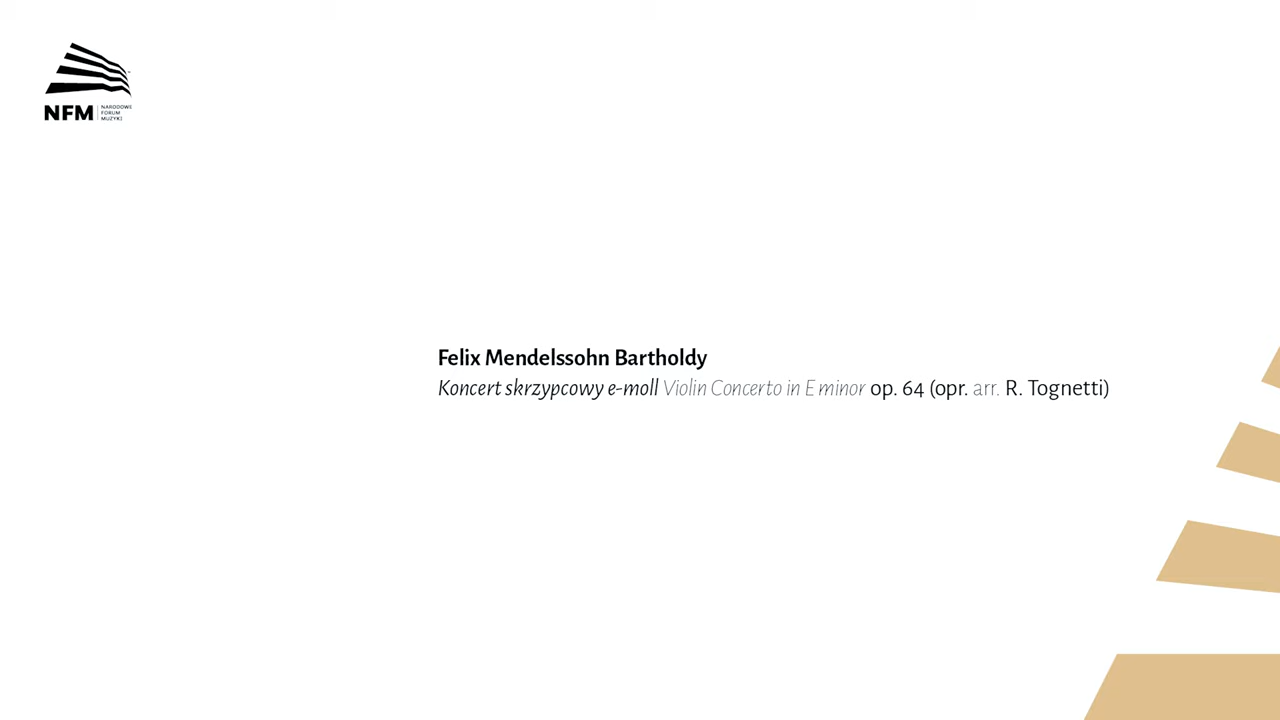 NFM
NARODOWE
FORUM
MUZYKI
Felix Mendelssohn Bartholdy
Koncert skrzypcowy e-moll Violin Concerto in E minor op. 64 (opr. arr. R. Tognetti)